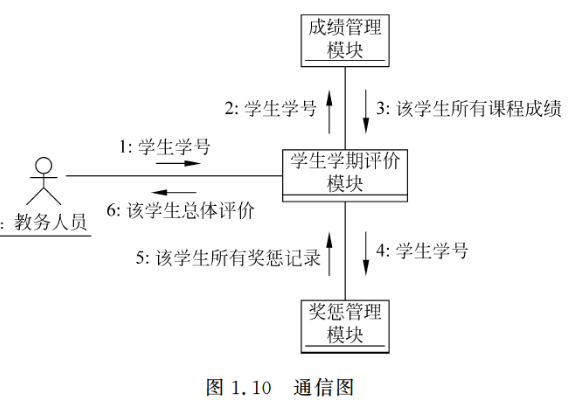 成绩管理
模块
2: 学生学号
3: 该学生所有课程成绩
1: 学生学号
学生学期评价
模块
6: 该学生总体评价
: 教务人员
5: 该学生所有奖惩记录
4: 学生学号
奖惩管理
模块
图 1.10 通信图